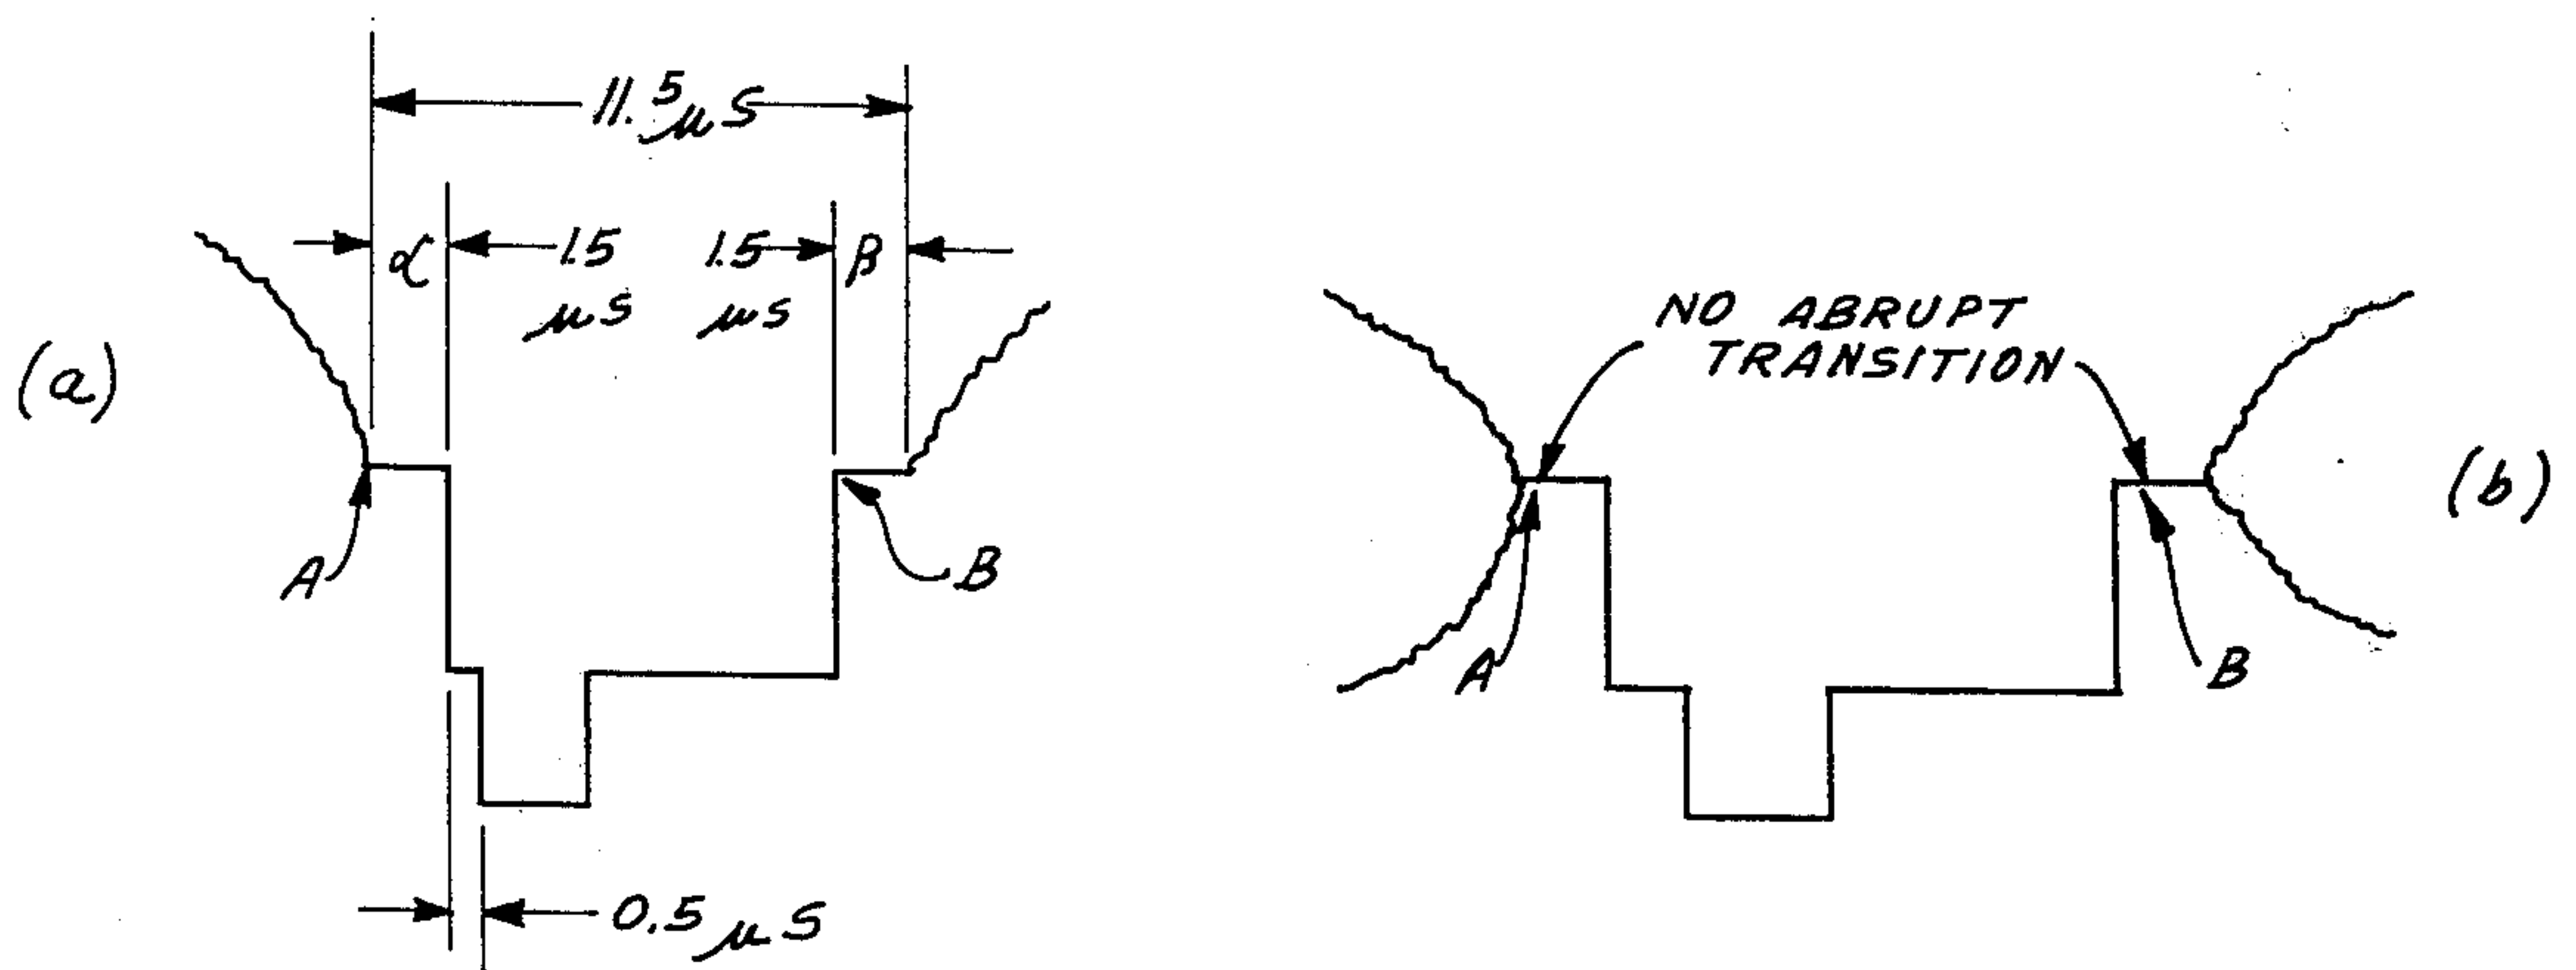 11.5 μS
α
1.5
μS
1.5
μS
β
(a)
A
B
0.5 μS
NO ABRUPT
TRANSITION
A
B
(b)